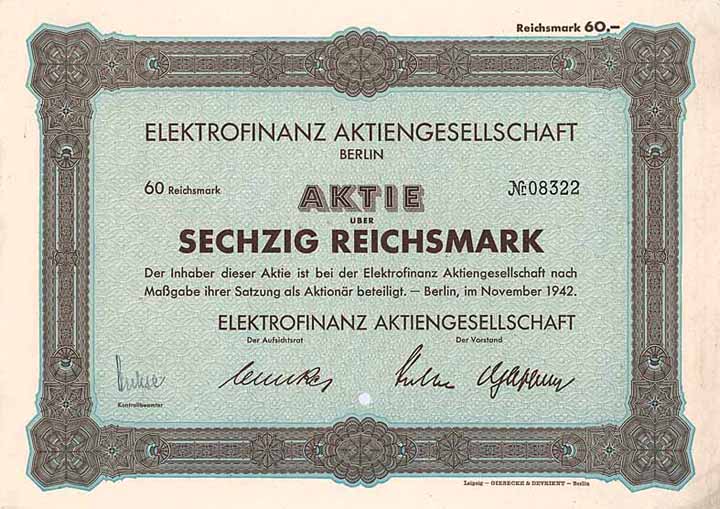 Reichsmark 60.–
ELEKTROFINANZ AKTIENGESELLSCHAFT
BERLIN
60 Reichsmark
AKTIE
№ 08322
ÜBER
SECHZIG REICHSMARK
Der Inhaber dieser Aktie ist bei der Elektrofinanz Aktiengesellschaft nach
Maßgabe ihrer Satzung als Aktionär beteiligt. — Berlin, im November 1942.
ELEKTROFINANZ AKTIENGESELLSCHAFT
Der Aufsichtsrat
Der Vorstand
Kontrollbeamter
Leipzig — GIESECKE & DEVRIENT — Berlin